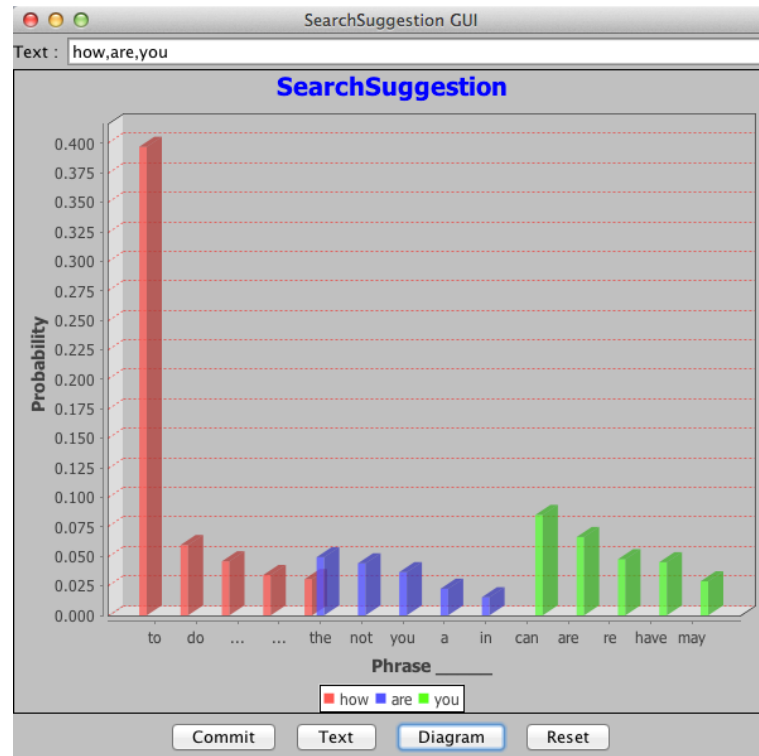 SearchSuggestion GUI
Text : how,are,you
SearchSuggestion
Probability
0.400
0.375
0.350
0.325
0.300
0.275
0.250
0.225
0.200
0.175
0.150
0.125
0.100
0.075
0.050
0.025
0.000
to do ... ... the not you a in can are re have may
Phrase _____
how are you
Commit Text Diagram Reset